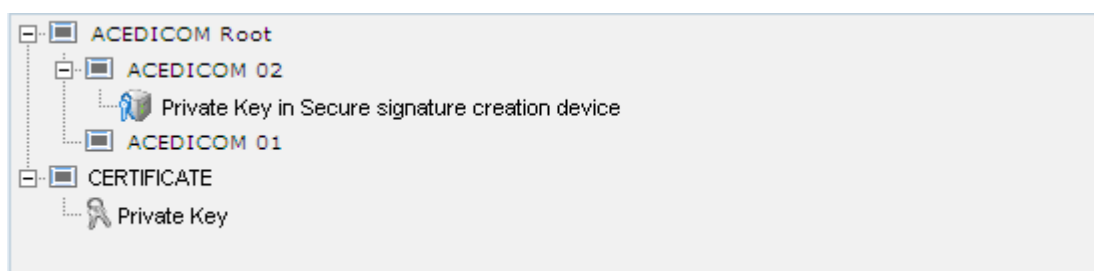 ACEDICOM Root
ACEDICOM 02
Private Key in Secure signature creation device
ACEDICOM 01
CERTIFICATE
Private Key